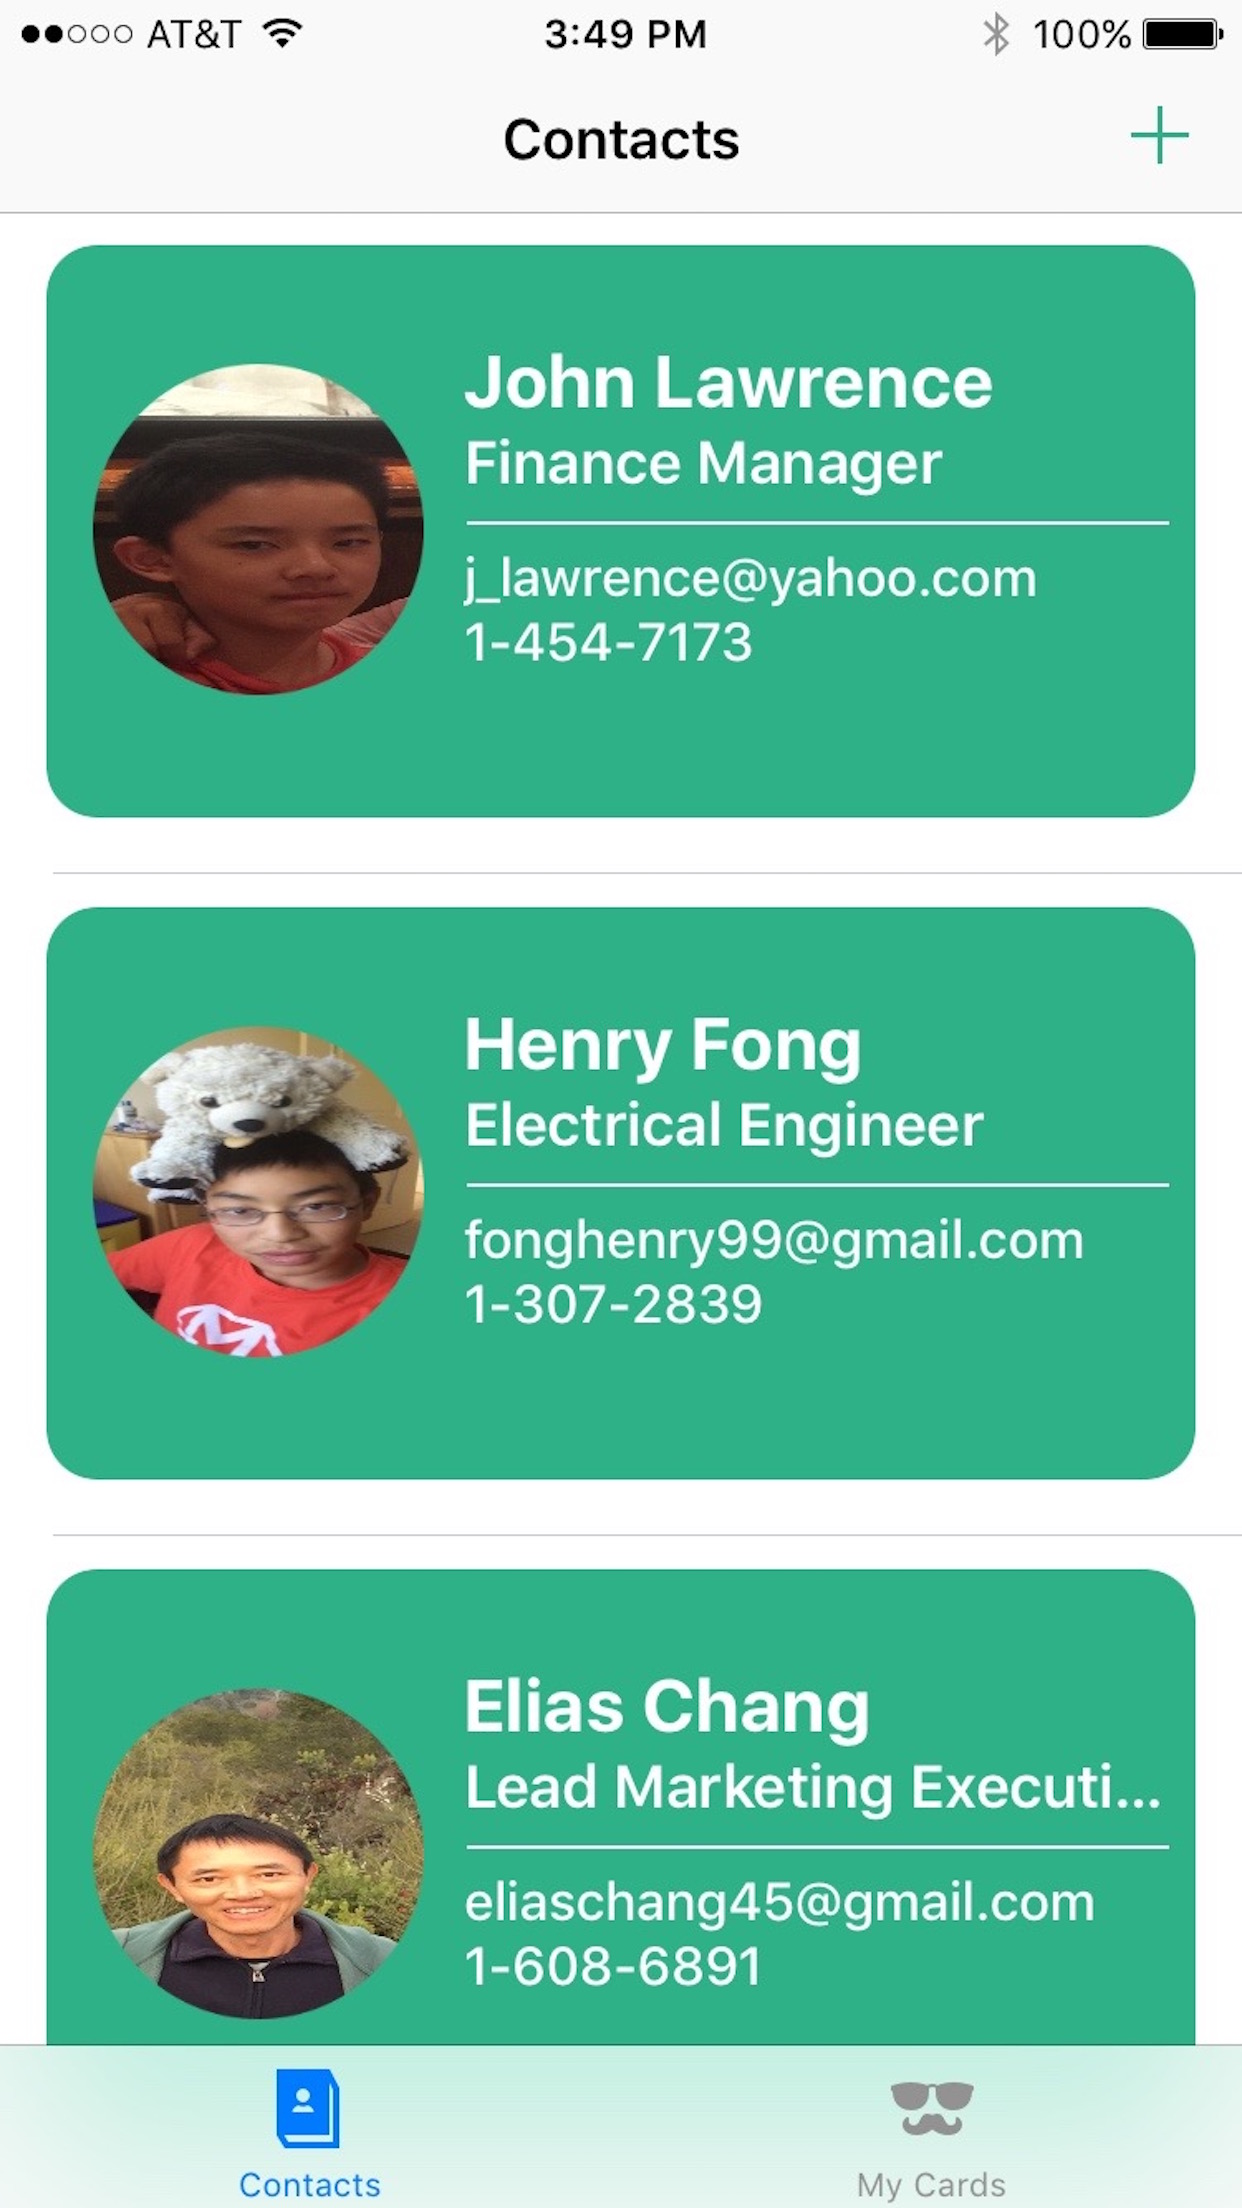 AT&T 3:49 PM 100%
Contacts
John Lawrence
Finance Manager
j_lawrence@yahoo.com
1-454-7173
Henry Fong
Electrical Engineer
fonghenry99@gmail.com
1-307-2839
Elias Chang
Lead Marketing Executi...
eliaschang45@gmail.com
1-608-6891
Contacts
My Cards